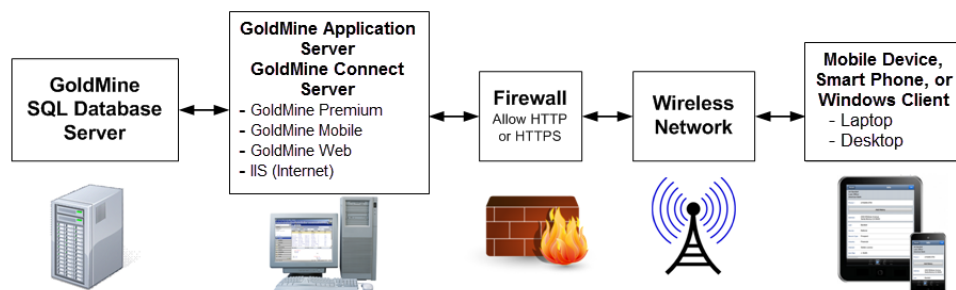 GoldMine
SQL Database
Server
GoldMine Application
Server
GoldMine Connect
Server
- GoldMine Premium
- GoldMine Mobile
- GoldMine Web
- IIS (Internet)
Firewall
Allow HTTP
or HTTPS
Wireless
Network
Mobile Device,
Smart Phone, or
Windows Client
- Laptop
- Desktop